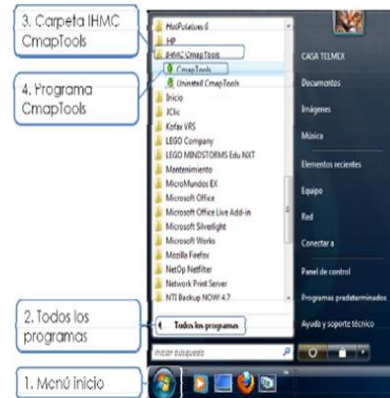 3. Carpeta IHMC
CmapTools
4. Programa
CmapTools
2. Todos los
programas
1. Menú inicio
HotPotatoes 6
HP
IHMC CmapTools
CmapTools
Uninstall CmapTools
Inicio
JClic
Kofax VRS
LEGO Company
LEGO MINDSTORMS Edu NXT
Mantenimiento
MicroMundos EX
Microsoft Office
Microsoft Office Live Add-in
Microsoft Silverlight
Microsoft Works
Mozilla Firefox
NetOp Netfilter
Network Print Server
NTI Backup NOW! 4.7
Todos los programas
Iniciar búsqueda
CASA TELMEX
Documentos
Imágenes
Música
Elementos recientes
Equipo
Red
Conectar a
Panel de control
Programas predeterminados
Ayuda y soporte técnico